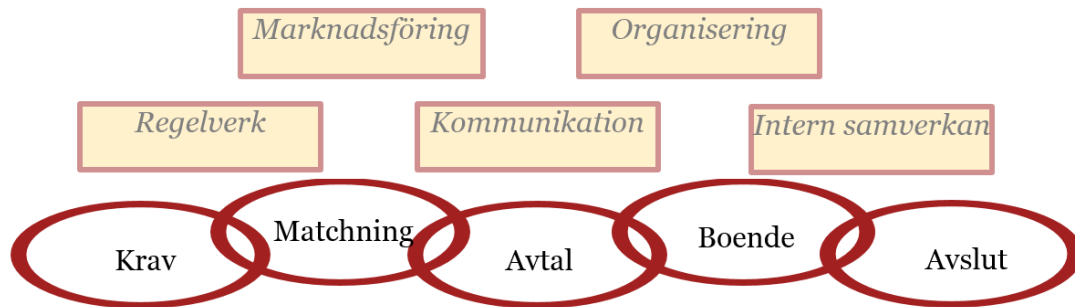 Marknadsföring
Organisering
Regelverk
Kommunikation
Intern samverkan
Krav
Matchning
Avtal
Boende
Avslut